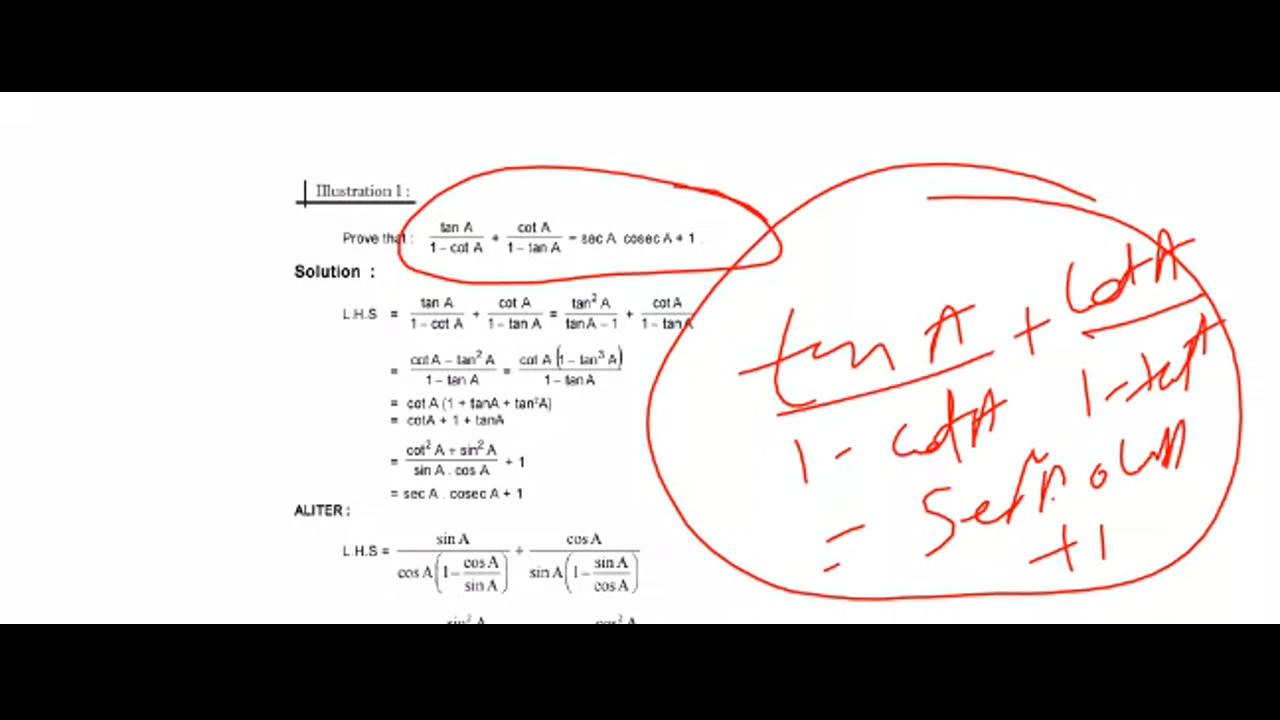 Illustration 1 :
Prove that : tan A / 1 – cot A + cot A / 1 – tan A = sec A cosec A + 1 .
Solution :
L.H.S = tan A / 1 – cot A + cot A / 1 – tan A = tan² A / tan A – 1 + cot A / 1 – tan A
= cot A – tan² A / 1 – tan A = cot A (1 – tan³ A) / 1 – tan A
= cot A (1 + tanA + tan²A)
= cotA + 1 + tanA
= cot² A + sin² A / sin A . cos A + 1
= sec A . cosec A + 1
ALITER :
L.H.S = sin A / cos A (1 – cos A / sin A) + cos A / sin A (1 – sin A / cos A)
sin² A cos² A
tan A / 1 - cot A + cot A / 1 - tan A
=
+ 1